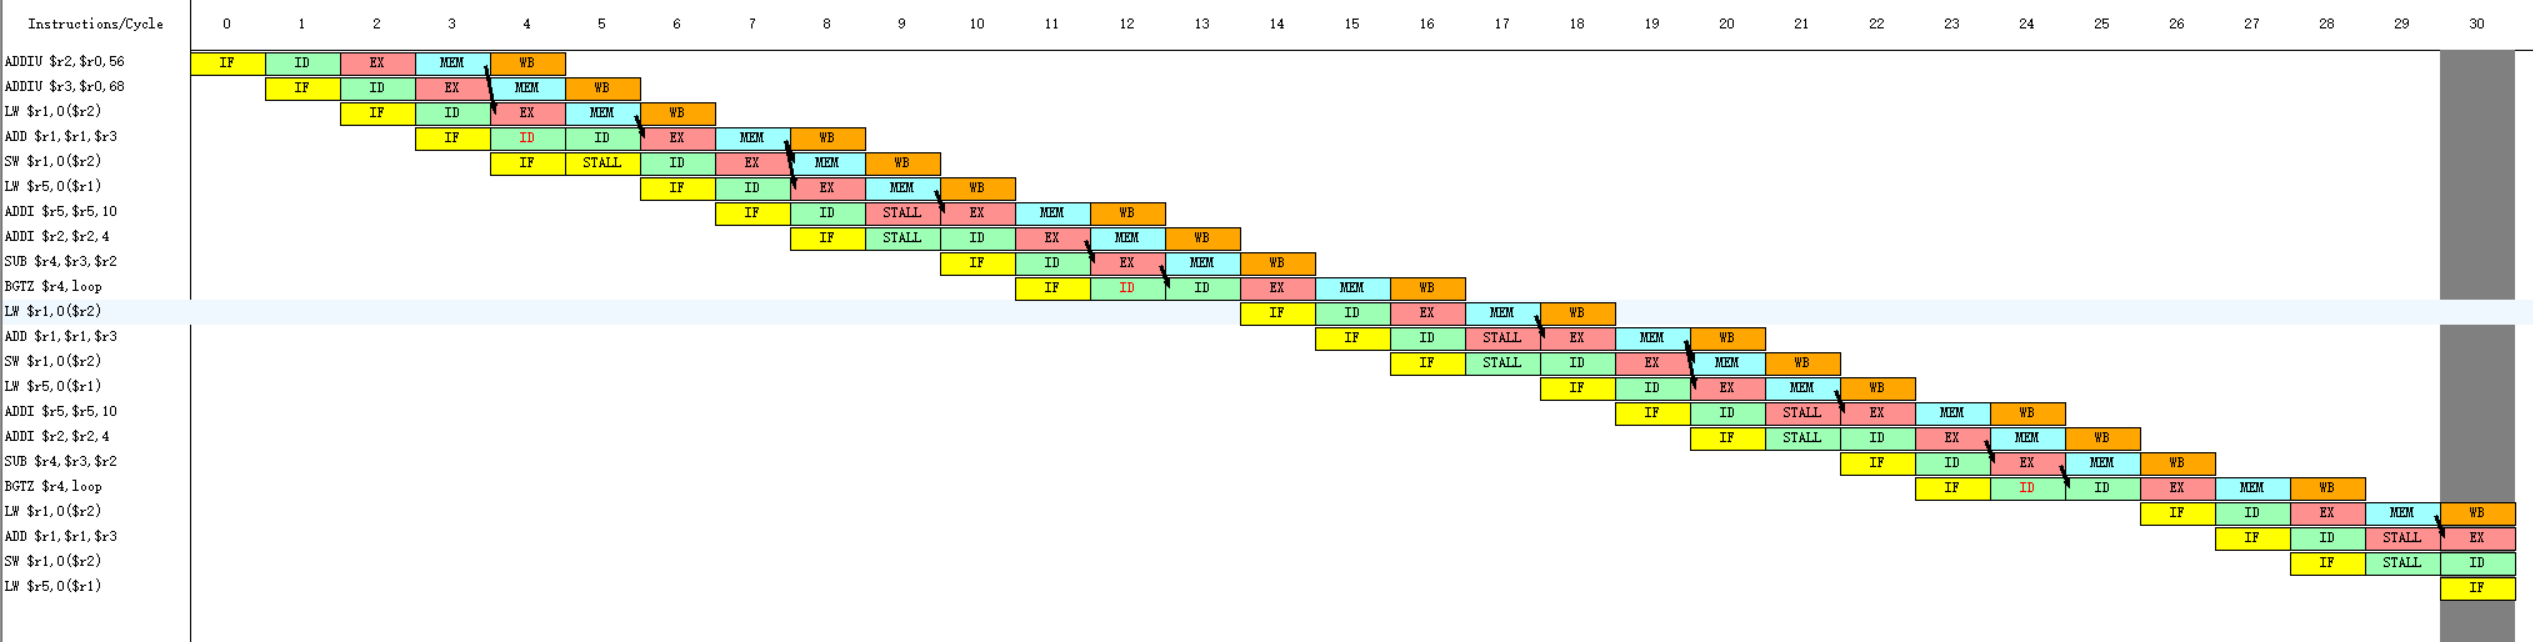 Instructions/Cycle 0 1 2 3 4 5 6 7 8 9 10 11 12 13 14 15 16 17 18 19 20 21 22 23 24 25 26 27 28 29 30
ADDIU $r2,$r0,56 IF ID EX MEM WB
ADDIU $r3,$r0,68 IF ID EX MEM WB
LW $r1,0($r2) IF ID EX MEM WB
ADD $r1,$r1,$r3 IF ID ID EX MEM WB
SW $r1,0($r2) IF STALL ID EX MEM WB
LW $r5,0($r1) IF ID EX MEM WB
ADDI $r5,$r5,10 IF ID STALL EX MEM WB
ADDI $r2,$r2,4 IF STALL ID EX MEM WB
SUB $r4,$r3,$r2 IF ID EX MEM WB
BGTZ $r4,loop IF ID ID EX MEM WB
LW $r1,0($r2) IF ID EX MEM WB
ADD $r1,$r1,$r3 IF ID STALL EX MEM WB
SW $r1,0($r2) IF STALL ID EX MEM WB
LW $r5,0($r1) IF ID EX MEM WB
ADDI $r5,$r5,10 IF ID STALL EX MEM WB
ADDI $r2,$r2,4 IF STALL ID EX MEM WB
SUB $r4,$r3,$r2 IF ID EX MEM WB
BGTZ $r4,loop IF ID ID EX MEM WB
LW $r1,0($r2) IF ID EX MEM WB
ADD $r1,$r1,$r3 IF ID STALL EX
SW $r1,0($r2) IF STALL ID
LW $r5,0($r1) IF